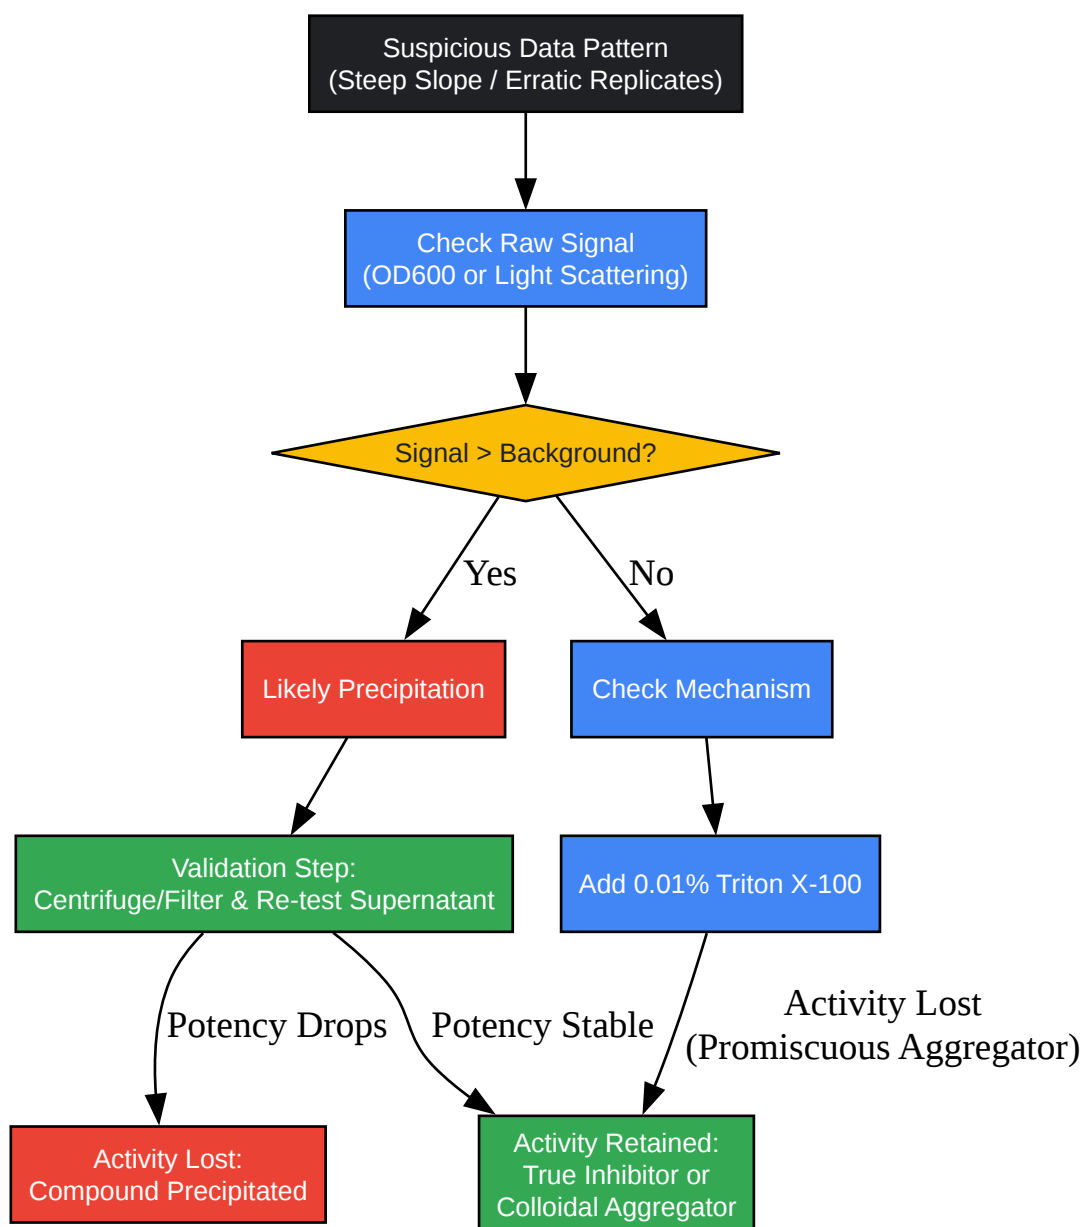 Suspicious Data Pattern
(Steep Slope / Erratic Replicates)
Check Raw Signal
(OD600 or Light Scattering)
Signal > Background?
Yes
No
Likely Precipitation
Check Mechanism
Validation Step:
Centrifuge/Filter & Re-test Supernatant
Add 0.01% Triton X-100
Potency Drops
Potency Stable
Activity Lost
(Promiscuous Aggregator)
Activity Lost:
Compound Precipitated
Activity Retained:
True Inhibitor or
Colloidal Aggregator